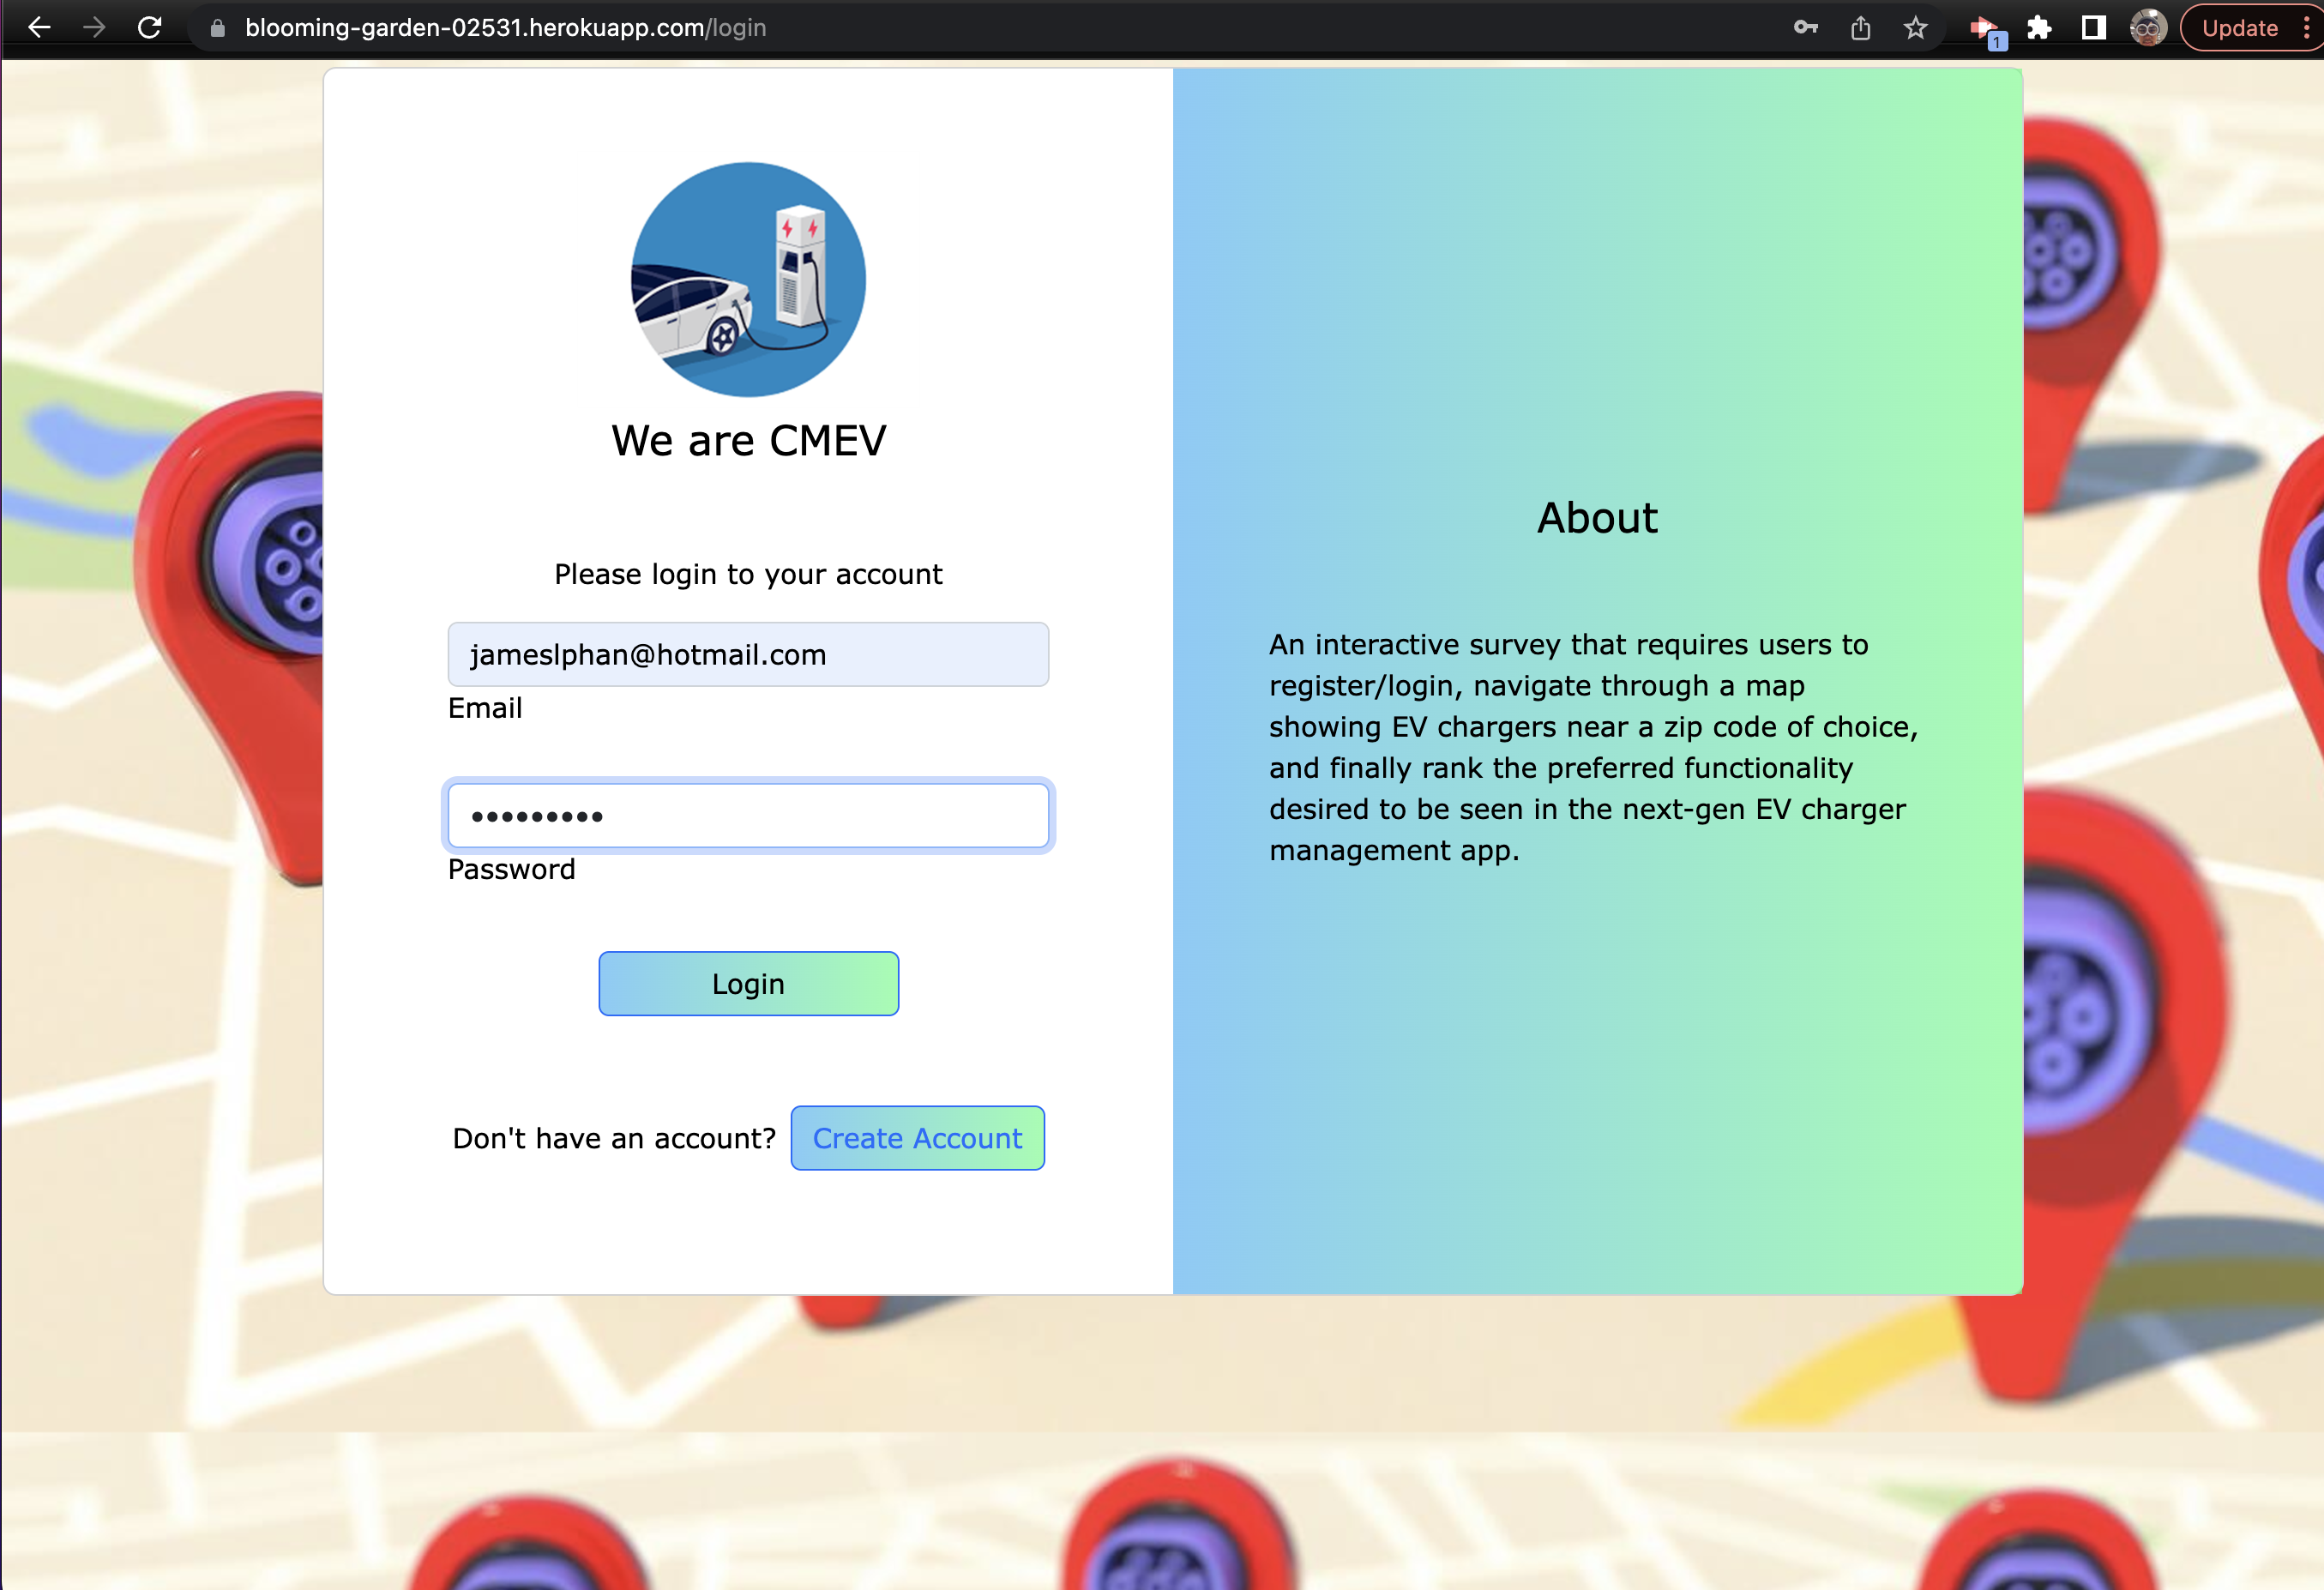 blooming-garden-02531.herokuapp.com/login
1
Update
We are CMEV
Please login to your account
jameslphan@hotmail.com
Email
•••••••••
Password
Login
Don't have an account? Create Account
About
An interactive survey that requires users to
register/login, navigate through a map
showing EV chargers near a zip code of choice,
and finally rank the preferred functionality
desired to be seen in the next-gen EV charger
management app.